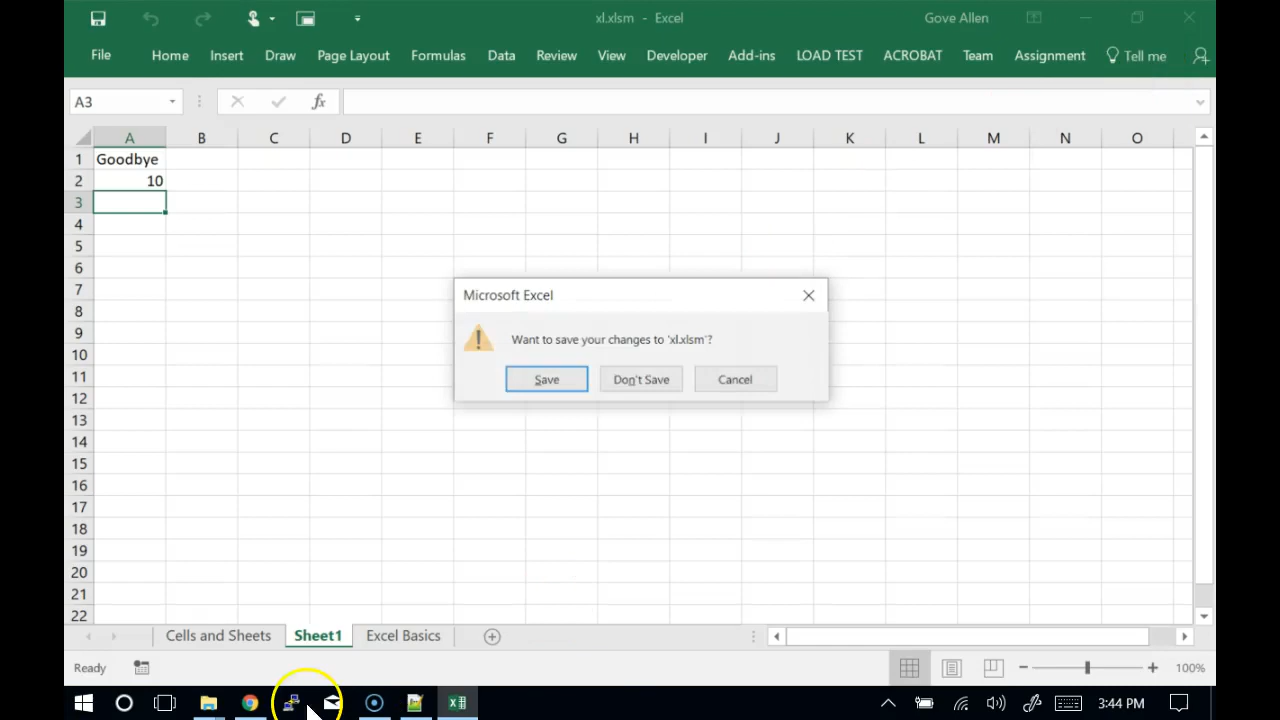 xl.xlsm - Excel
Gove Allen
File Home Insert Draw Page Layout Formulas Data Review View Developer Add-ins LOAD TEST ACROBAT Team Assignment Tell me
A3
fx
A B C D E F G H I J K L M N O
1 Goodbye
2 10
3
4
5
6
7
8
9
10
11
12
13
14
15
16
17
18
19
20
21
22
Microsoft Excel
Want to save your changes to 'xl.xlsm'?
Save Don't Save Cancel
Cells and Sheets Sheet1 Excel Basics
Ready
100%
3:44 PM